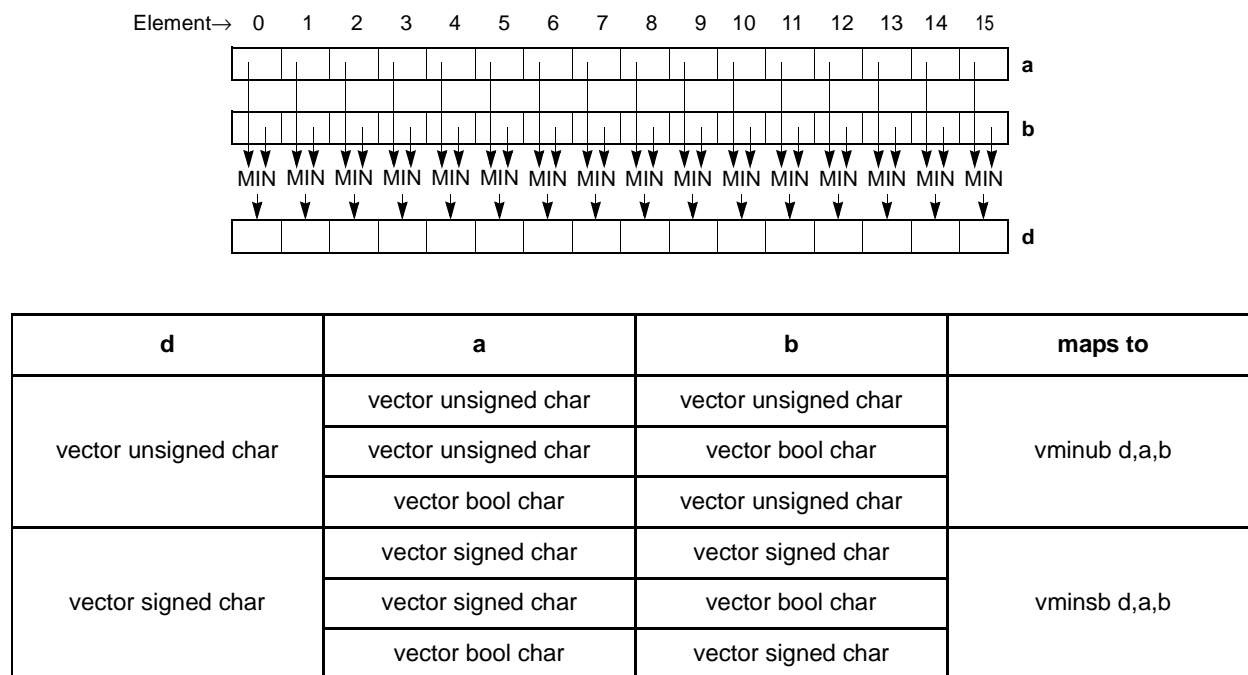 Element→ 0 1 2 3 4 5 6 7 8 9 10 11 12 13 14 15
a
b
MIN MIN MIN MIN MIN MIN MIN MIN MIN MIN MIN MIN MIN MIN MIN MIN
d
d a b maps to
vector unsigned char vector unsigned char
vector unsigned char vector unsigned char vector bool char vminub d,a,b
vector bool char vector unsigned char
vector signed char vector signed char
vector signed char vector signed char vector bool char vminsb d,a,b
vector bool char vector signed char